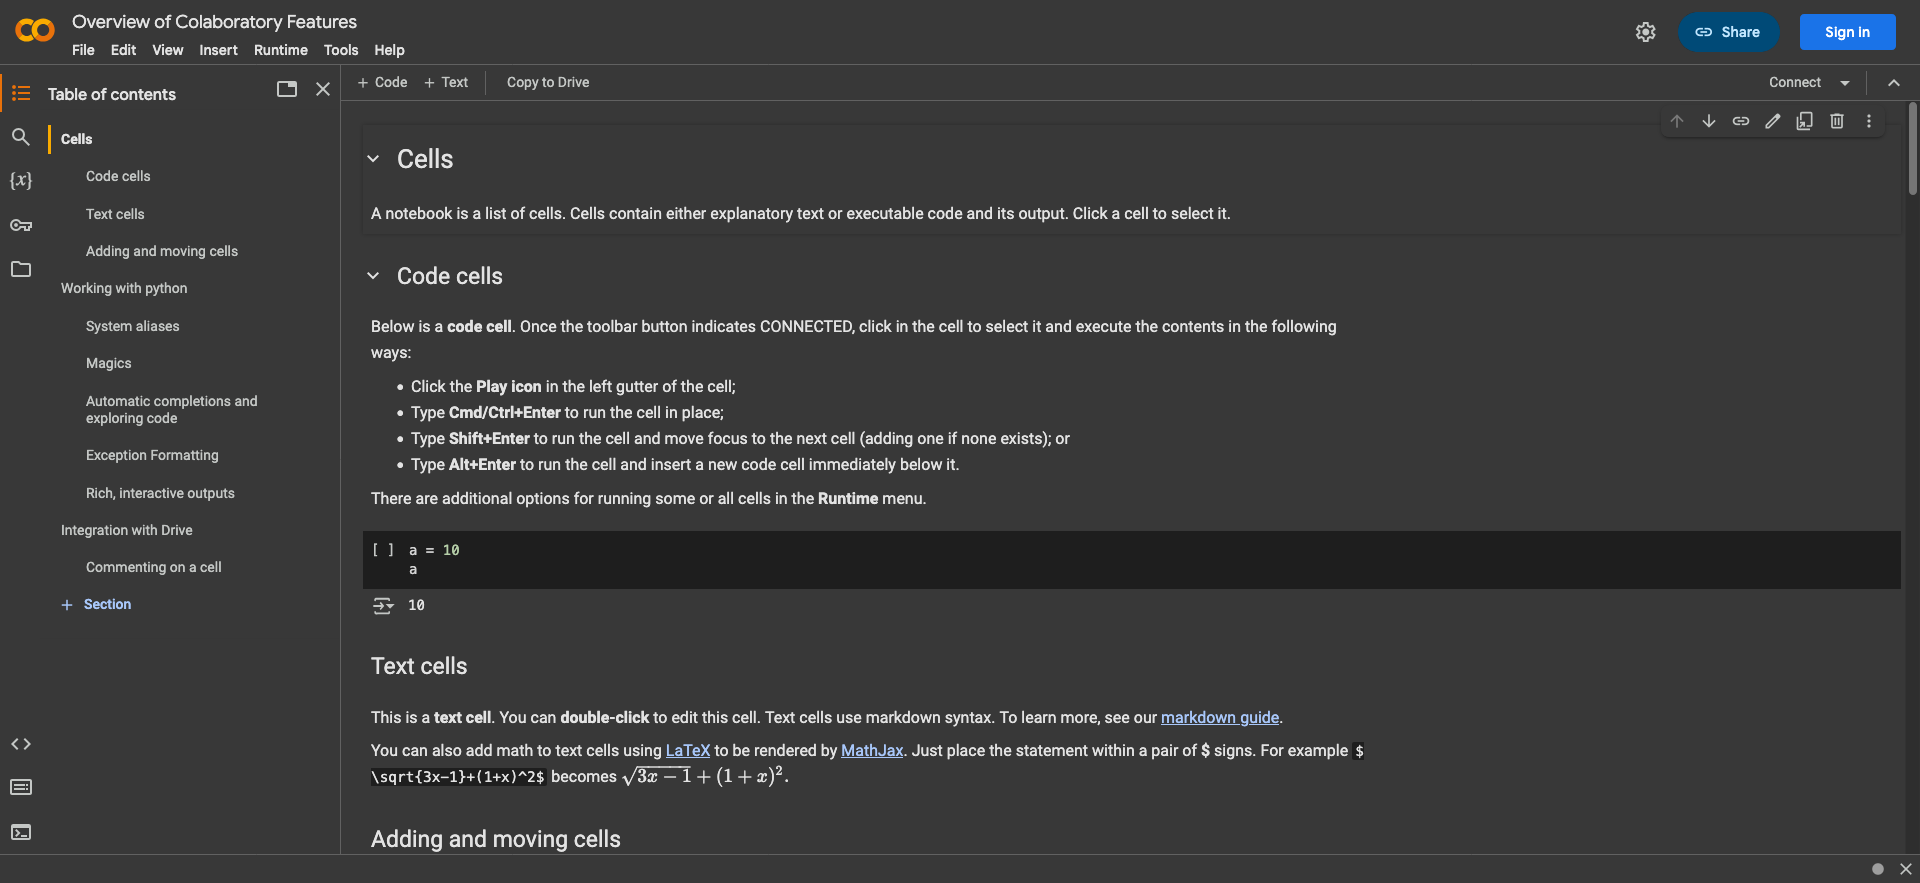 Overview of Colaboratory Features
File Edit View Insert Runtime Tools Help
Share
Sign in
Table of contents
+ Code + Text Copy to Drive
Connect
Cells
Code cells
Text cells
Adding and moving cells
Working with python
System aliases
Magics
Automatic completions and
exploring code
Exception Formatting
Rich, interactive outputs
Integration with Drive
Commenting on a cell
+ Section
Cells
A notebook is a list of cells. Cells contain either explanatory text or executable code and its output. Click a cell to select it.
Code cells
Below is a code cell. Once the toolbar button indicates CONNECTED, click in the cell to select it and execute the contents in the following
ways:
• Click the Play icon in the left gutter of the cell;
• Type Cmd/Ctrl+Enter to run the cell in place;
• Type Shift+Enter to run the cell and move focus to the next cell (adding one if none exists); or
• Type Alt+Enter to run the cell and insert a new code cell immediately below it.
There are additional options for running some or all cells in the Runtime menu.
[ ] a = 10
a
10
Text cells
This is a text cell. You can double-click to edit this cell. Text cells use markdown syntax. To learn more, see our markdown guide.
You can also add math to text cells using LaTeX to be rendered by MathJax. Just place the statement within a pair of $ signs. For example $
\sqrt{3x-1}+(1+x)^2$ becomes √3x − 1 + (1 + x)².
Adding and moving cells